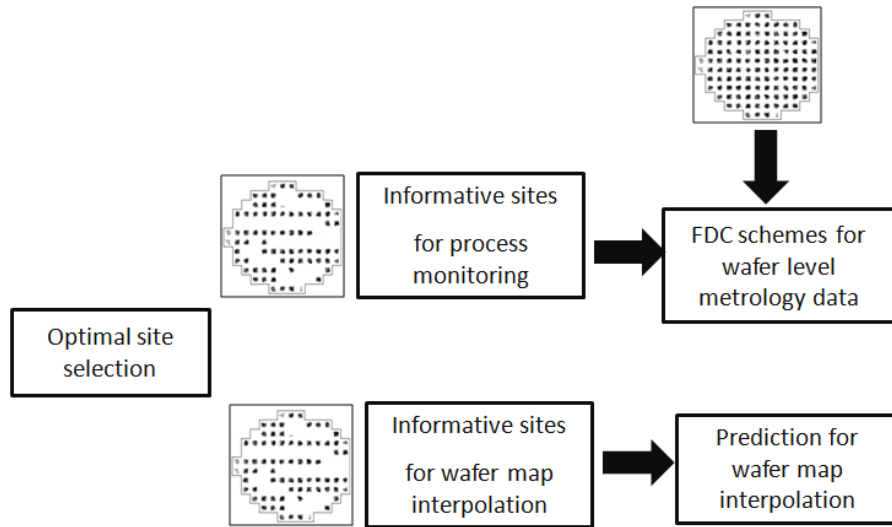 Informative sites
for process
monitoring
FDC schemes for
wafer level
metrology data
Optimal site
selection
Informative sites
for wafer map
interpolation
Prediction for
wafer map
interpolation